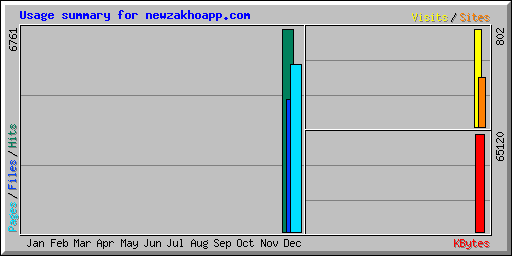 Usage summary for newzakhoapp.com
Visits / Sites
6761
802
Pages / Files / Hits
65120
Jan Feb Mar Apr May Jun Jul Aug Sep Oct Nov Dec
KBytes